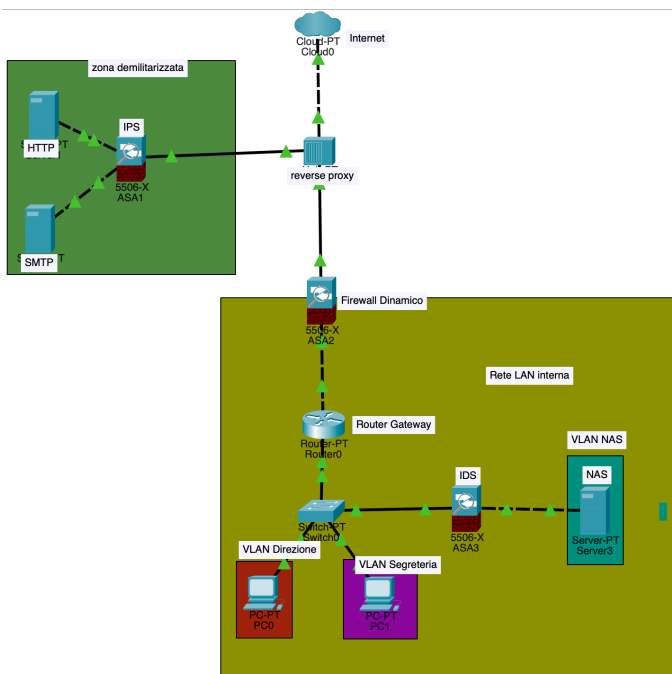 Cloud-PT
Cloud0
Internet
zona demilitarizzata
IPS
HTTP
5506-X
ASA1
SMTP
reverse proxy
Firewall Dinamico
5506-X
ASA2
Rete LAN interna
Router Gateway
Router-PT
Router0
VLAN NAS
IDS
NAS
Switch-PT
Switch0
5506-X
ASA3
Server-PT
Server3
VLAN Direzione
VLAN Segreteria
PC-PT
PC0
PC-PT
PC1